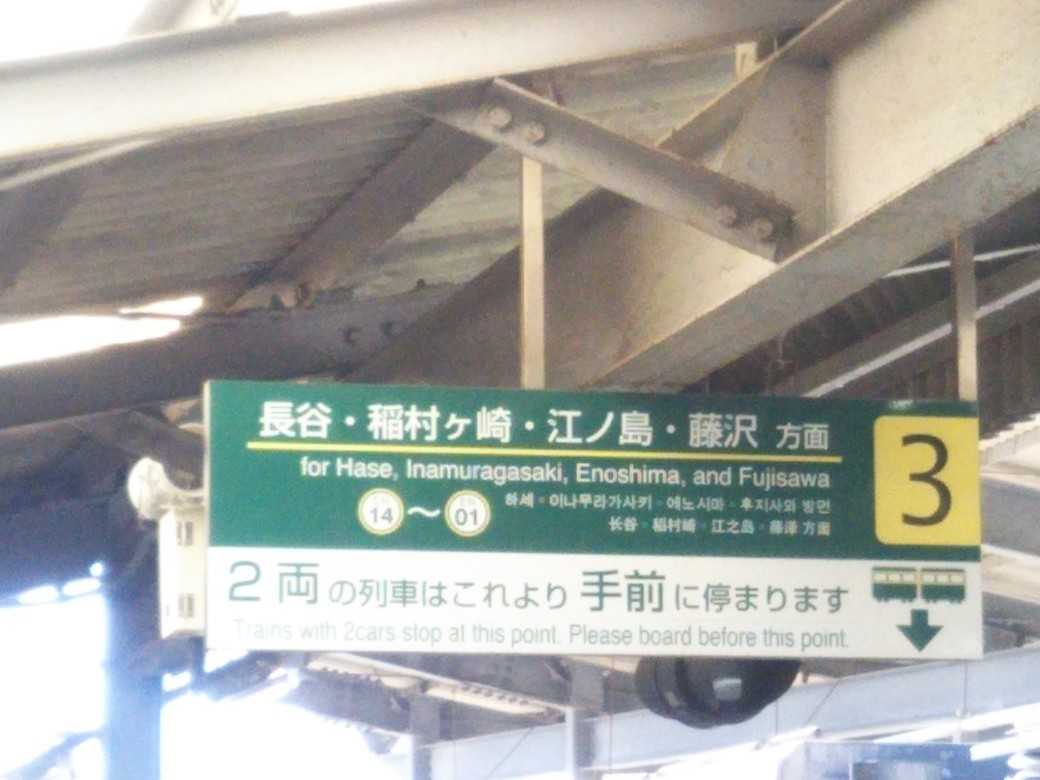 長谷・稲村ヶ崎・江ノ島・藤沢 方面
3
for Hase, Inamuragasaki, Enoshima, and Fujisawa
14 〜 01
하세・이나무라가사키・에노시마・후지사와 방면
长谷・稻村崎・江之岛・藤泽 方面
2両の列車はこれより手前に停まります
Trains with 2cars stop at this point. Please board before this point.